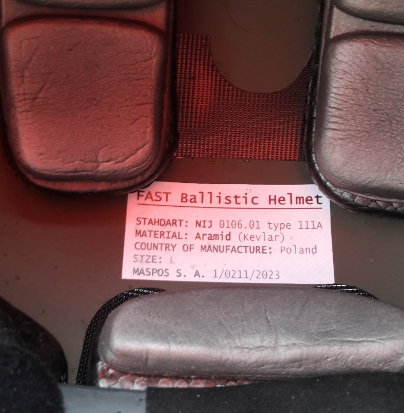 FAST Ballistic Helmet
STAHDART: NIJ 0106.01 type 111A
MATERIAL: Aramid (Kevlar)
COUNTRY OF MANUFACTURE: Poland
SIZE: L
MASPOS S. A. 1/0211/2023